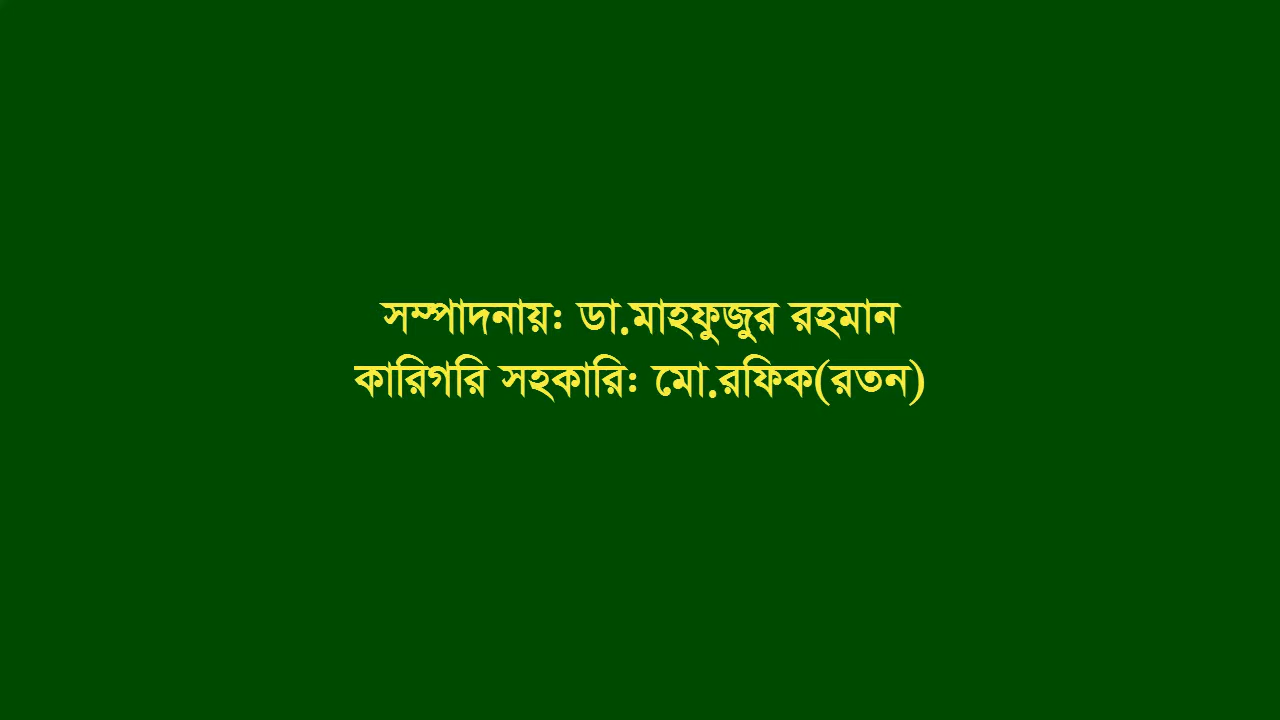 সম্পাদনায়ঃ ডা.মাহফুজুর রহমান
কারিগরি সহকারিঃ মো.রফিক(রতন)